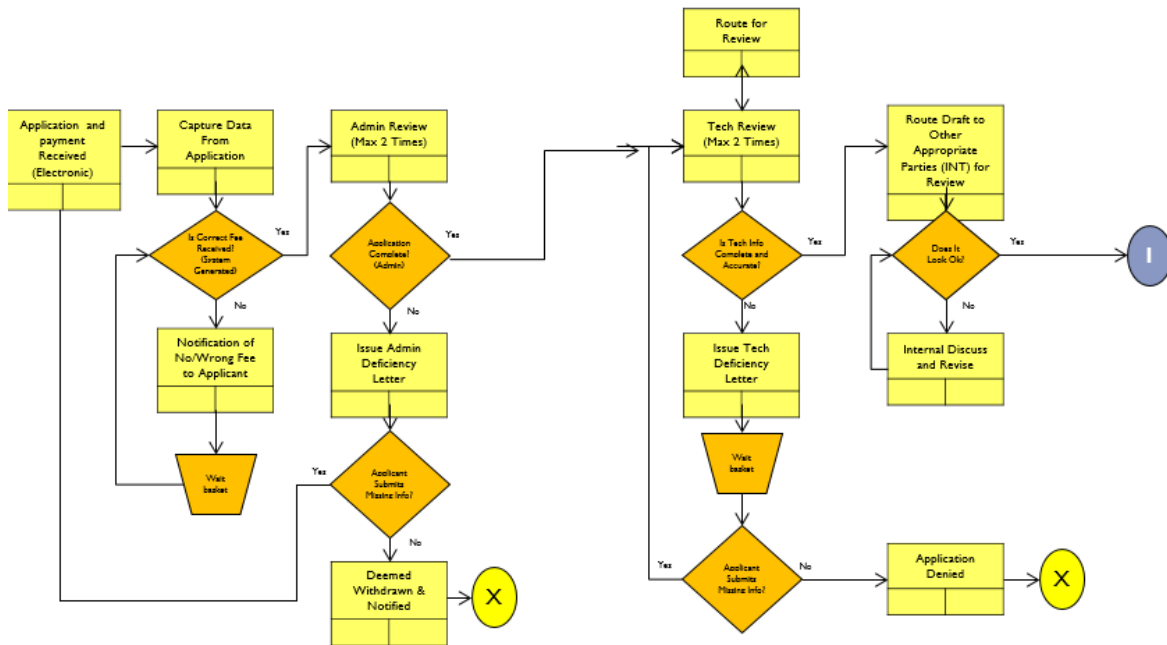 Route for
Review
Application and
payment
Received
(Electronic)
Capture Data
From
Application
Admin Review
(Max 2 Times)
Tech Review
(Max 2 Times)
Route Draft to
Other
Appropriate
Parties (INT) for
Review
Is Correct Fee
Received?
(System
Generated)
Yes
Application
Complete?
(Admin)
Yes
Is Tech Info
Complete and
Accurate?
Yes
Does It
Look Ok?
Yes
I
No
No
No
No
Notification of
No/Wrong Fee
to Applicant
Issue Admin
Deficiency
Letter
Issue Tech
Deficiency
Letter
Internal Discuss
and Revise
Wait
basket
Yes
Applicant
Submits
Missing Info?
No
Wait
basket
Deemed
Withdrawn &
Notified
X
Yes
Applicant
Submits
Missing Info?
No
Application
Denied
X